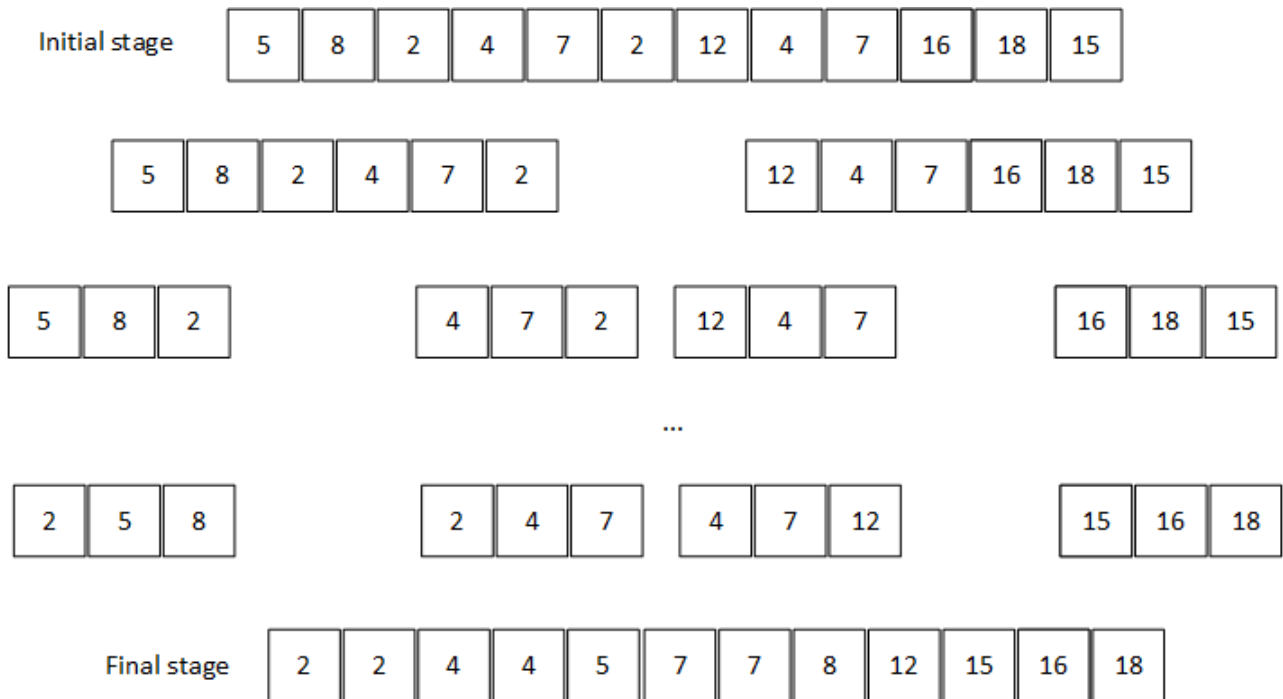 Initial stage 5 8 2 4 7 2 12 4 7 16 18 15
5 8 2 4 7 2 12 4 7 16 18 15
5 8 2 4 7 2 12 4 7 16 18 15
...
2 5 8 2 4 7 4 7 12 15 16 18
Final stage 2 2 4 4 5 7 7 8 12 15 16 18